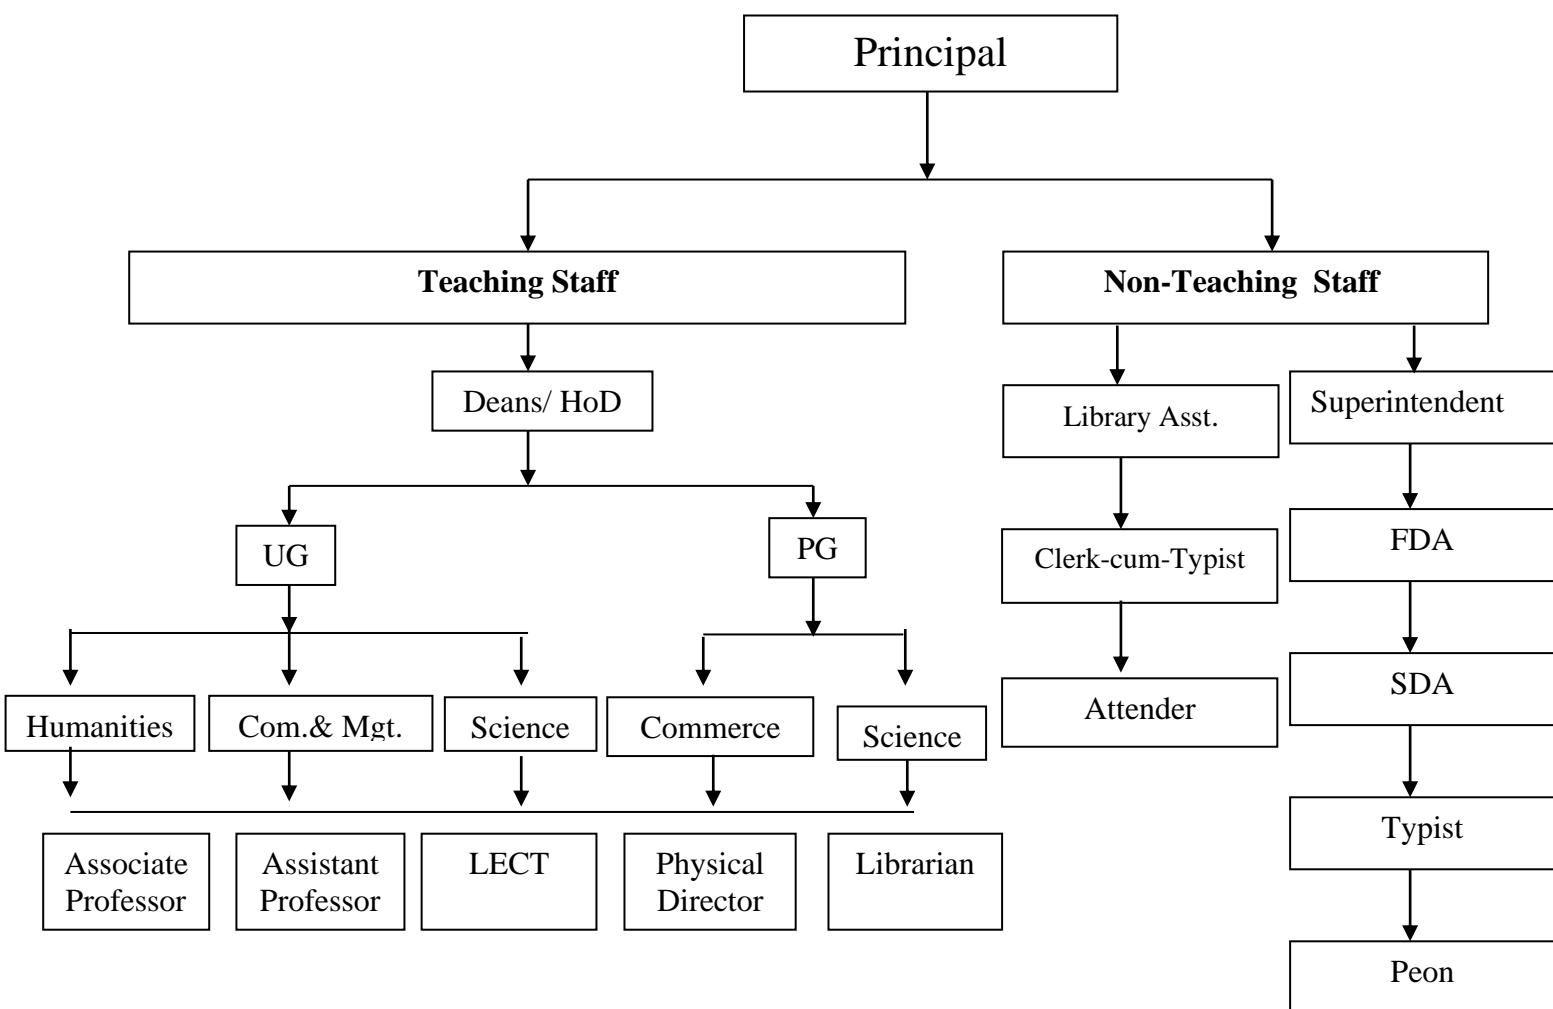 Principal
Teaching Staff
Non-Teaching Staff
Deans/ HoD
Library Asst.
Superintendent
UG
PG
Clerk-cum-Typist
FDA
Humanities
Com.& Mgt.
Science
Commerce
Science
Attender
SDA
Associate
Professor
Assistant
Professor
LECT
Physical
Director
Librarian
Typist
Peon